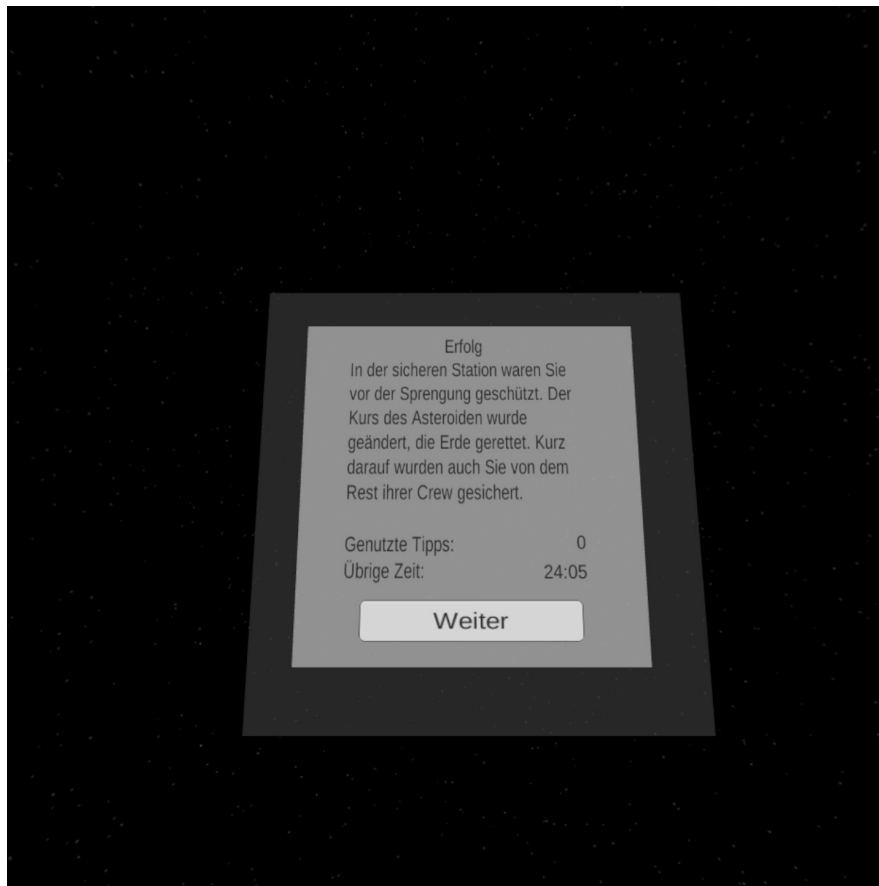 Erfolg
In der sicheren Station waren Sie
vor der Sprengung geschützt. Der
Kurs des Asteroiden wurde
geändert, die Erde gerettet. Kurz
darauf wurden auch Sie von dem
Rest ihrer Crew gesichert.
Genutzte Tipps: 0
Übrige Zeit: 24:05
Weiter